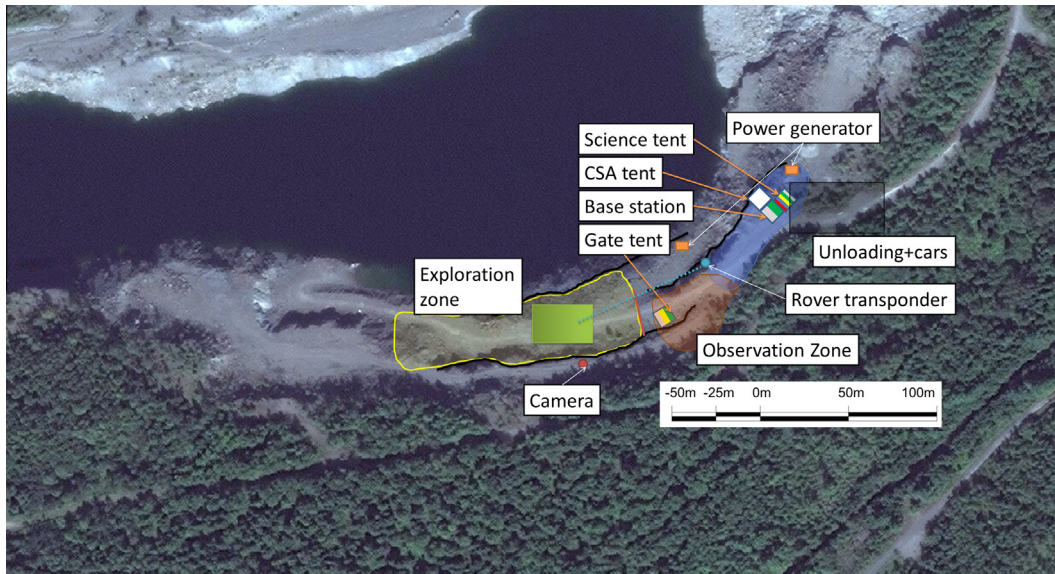 Power generator
Science tent
CSA tent
Base station
Gate tent
Unloading+cars
Exploration
zone
Rover transponder
Observation Zone
Camera
-50m -25m 0m 50m 100m